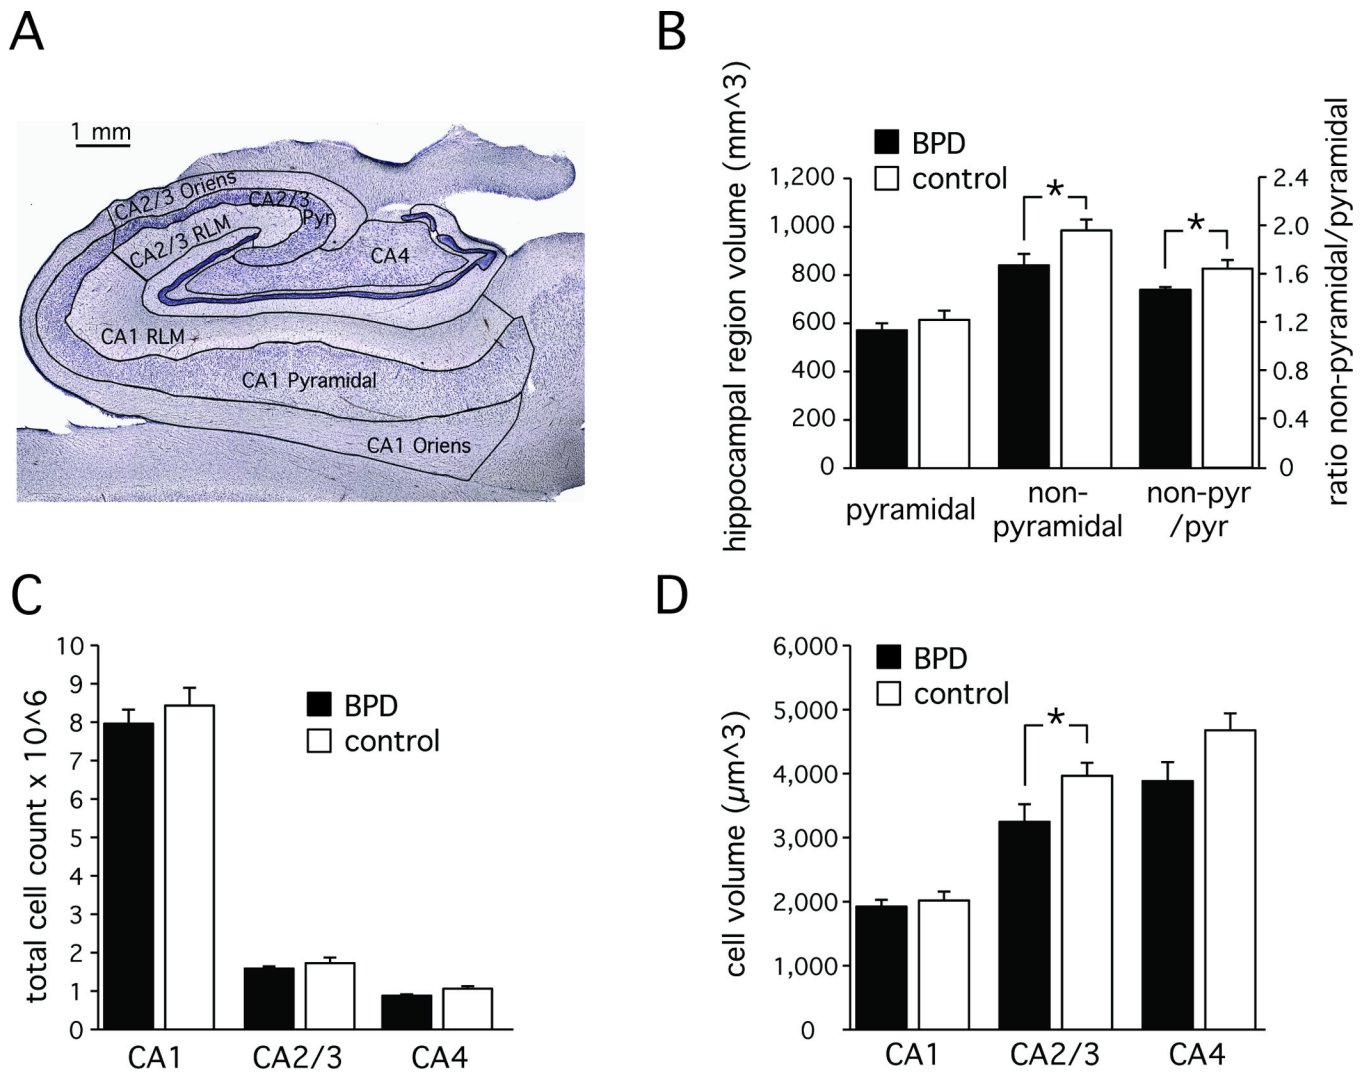 A
1 mm
CA2/3 Oriens
CA2/3
Pyr
CA2/3 RLM
CA4
CA1 RLM
CA1 Pyramidal
CA1 Oriens
B
hippocampal region volume (mm^3)
BPD
control
1,200
1,000
800
600
400
200
0
*
*
2.4
2.0
1.6
1.2
0.8
0.4
0
ratio non-pyramidal/pyramidal
pyramidal
non-
pyramidal
non-pyr
/pyr
C
total cell count x 10^6
10
9
8
7
6
5
4
3
2
1
0
BPD
control
CA1
CA2/3
CA4
D
cell volume (µm^3)
6,000
5,000
4,000
3,000
2,000
1,000
0
BPD
control
*
CA1
CA2/3
CA4